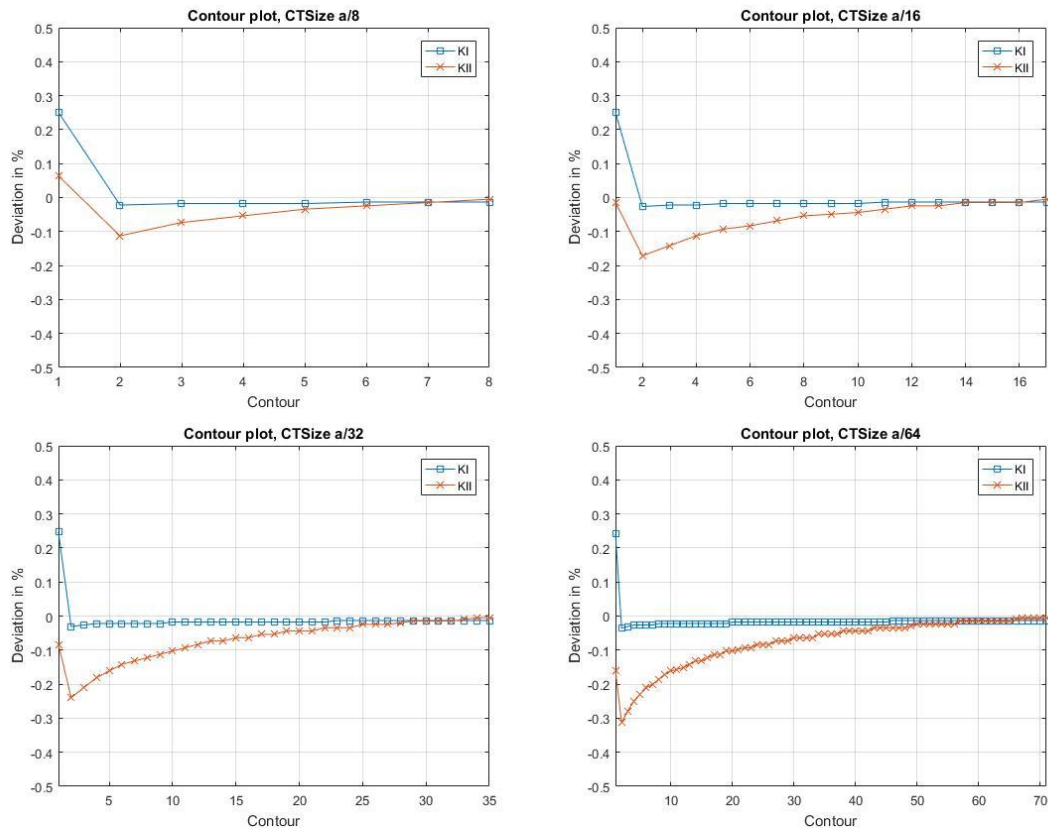 Contour plot, CTSize a/8
0.5
0.4
0.3
0.2
0.1
0
-0.1
-0.2
-0.3
-0.4
-0.5
Deviation in %
KI
KII
1 2 3 4 5 6 7 8
Contour
Contour plot, CTSize a/16
0.5
0.4
0.3
0.2
0.1
0
-0.1
-0.2
-0.3
-0.4
-0.5
Deviation in %
KI
KII
2 4 6 8 10 12 14 16
Contour
Contour plot, CTSize a/32
0.5
0.4
0.3
0.2
0.1
0
-0.1
-0.2
-0.3
-0.4
-0.5
Deviation in %
KI
KII
5 10 15 20 25 30 35
Contour
Contour plot, CTSize a/64
0.5
0.4
0.3
0.2
0.1
0
-0.1
-0.2
-0.3
-0.4
-0.5
Deviation in %
KI
KII
10 20 30 40 50 60 70
Contour